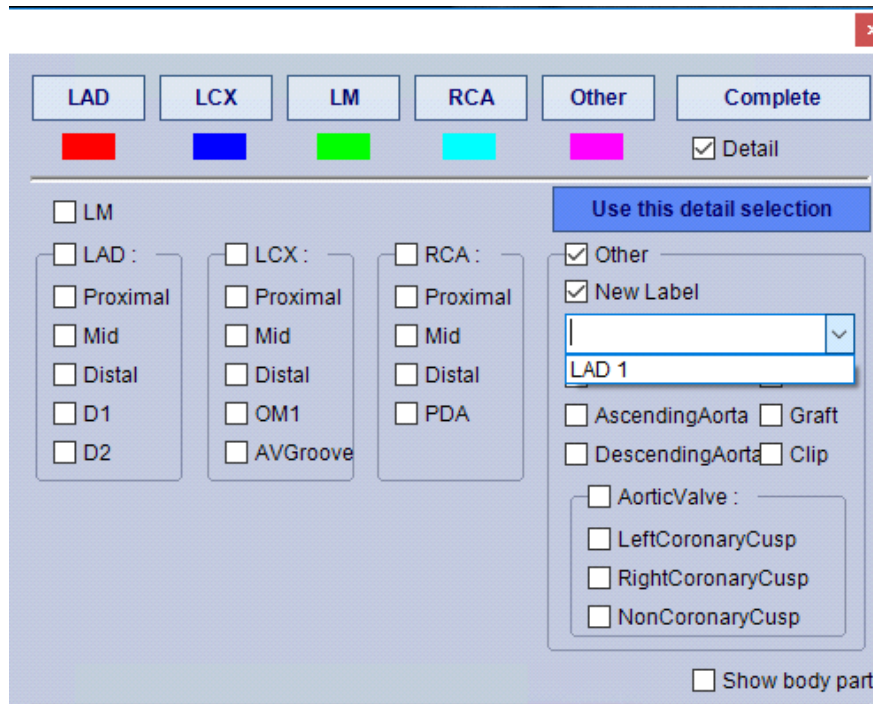 LAD LCX LM RCA Other Complete
Detail
LM
Use this detail selection
LAD : LCX : RCA : Other
Proximal Proximal Proximal New Label
Mid Mid Mid
Distal Distal Distal LAD 1
D1 OM1 PDA AscendingAorta Graft
D2 AVGroove DescendingAorta Clip
AorticValve :
LeftCoronaryCusp
RightCoronaryCusp
NonCoronaryCusp
Show body part